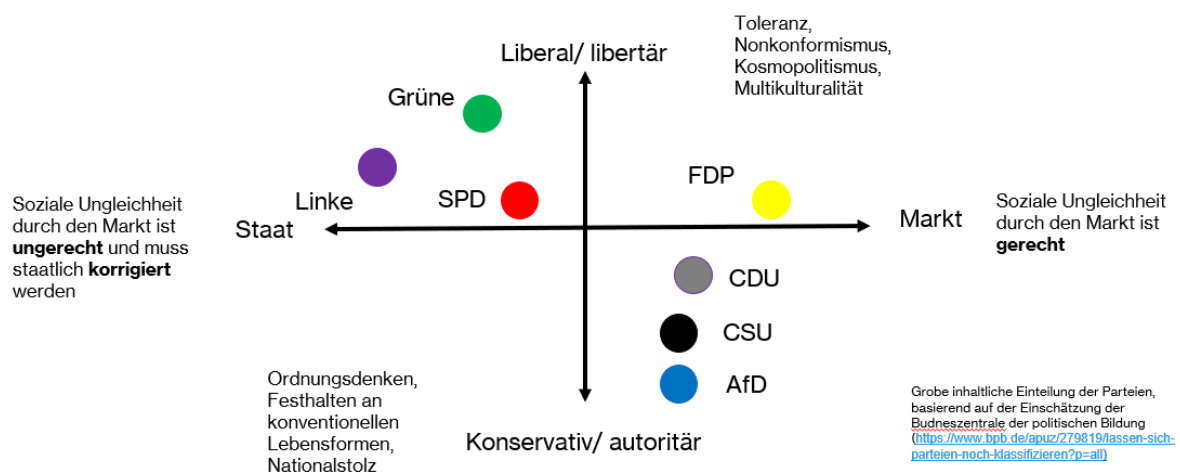 Toleranz,
Nonkonformismus,
Kosmopolitismus,
Multikulturalität
Liberal/ libertär
Grüne
Linke
SPD
FDP
Soziale Ungleichheit
durch den Markt ist
ungerecht und muss
staatlich korrigiert
werden
Staat
Markt
Soziale Ungleichheit
durch den Markt ist
gerecht
CDU
CSU
AfD
Ordnungsdenken,
Festhalten an
konventionellen
Lebensformen,
Nationalstolz
Konservativ/ autoritär
Grobe inhaltliche Einteilung der Parteien,
basierend auf der Einschätzung der
Budneszentrale der politischen Bildung
(https://www.bpb.de/apuz/279819/lassen-sich-
parteien-noch-klassifizieren?p=all)